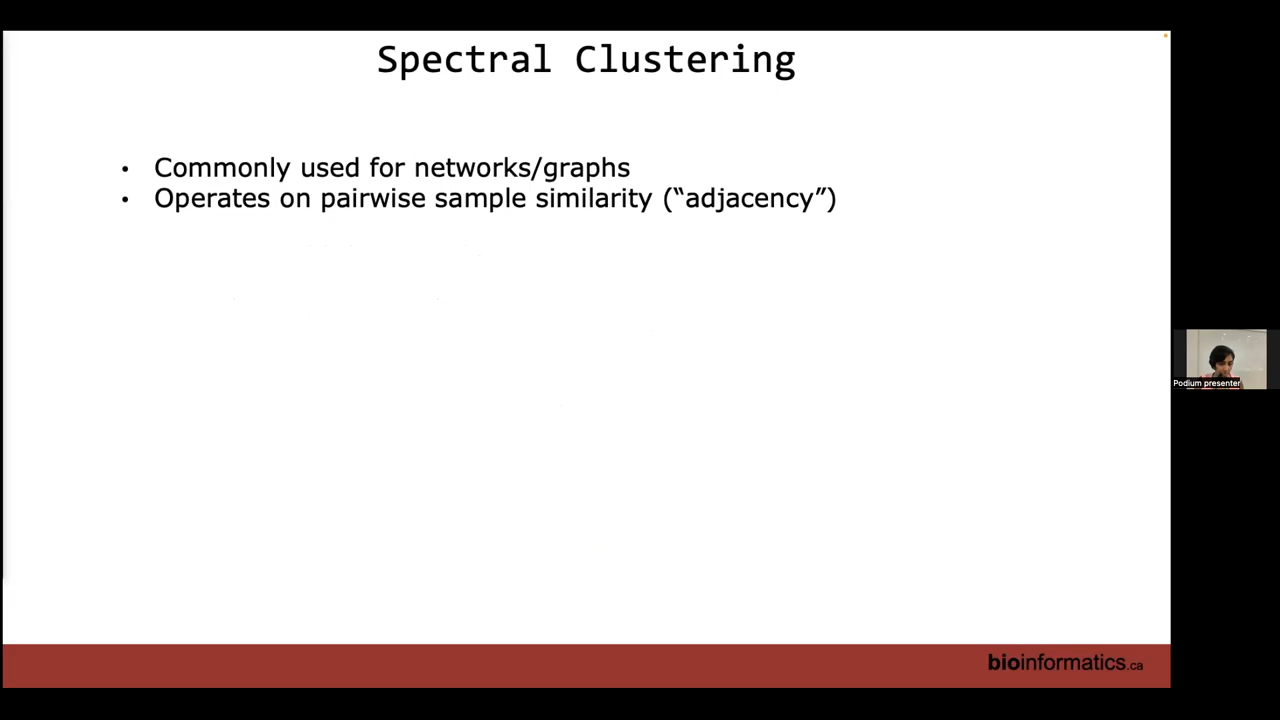 Spectral Clustering
• Commonly used for networks/graphs
• Operates on pairwise sample similarity (“adjacency”)
Podium presenter
bioinformatics.ca